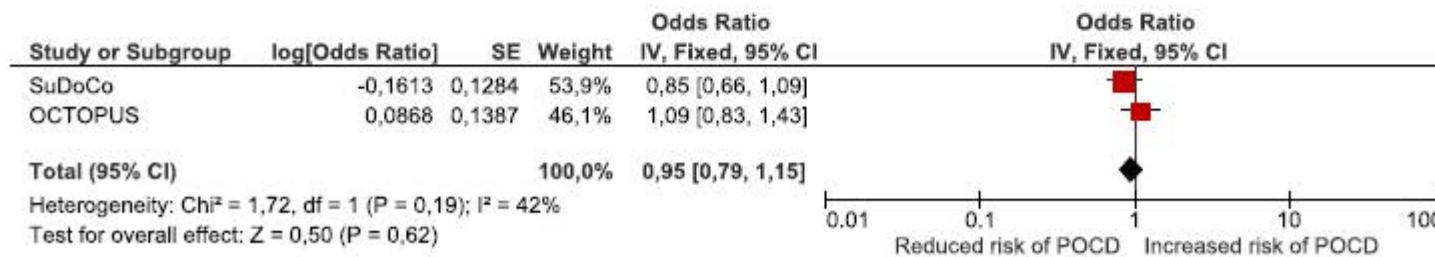 Odds Ratio Odds Ratio
Study or Subgroup log[Odds Ratio] SE Weight IV, Fixed, 95% CI IV, Fixed, 95% CI
SuDoCo -0,1613 0,1284 53,9% 0,85 [0,66, 1,09]
OCTOPUS 0,0868 0,1387 46,1% 1,09 [0,83, 1,43]
Total (95% CI) 100,0% 0,95 [0,79, 1,15]
Heterogeneity: Chi² = 1,72, df = 1 (P = 0,19); I² = 42%
0.01 0.1 1 10 100
Test for overall effect: Z = 0,50 (P = 0,62)
Reduced risk of POCD Increased risk of POCD